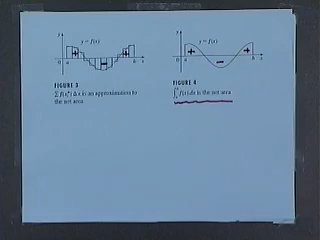 y y = f(x)
+ − +
0 a b x
y y = f(x)
+ − +
0 a b x
FIGURE 3
Σ f(xᵢ*) Δx is an approximation to
the net area
FIGURE 4
∫ₐᵇ f(x) dx is the net area